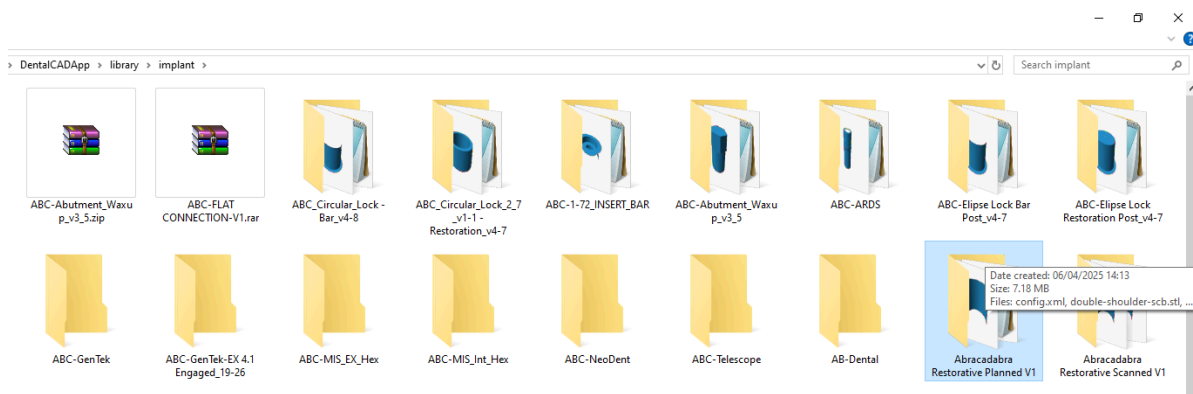 DentalCADApp > library > implant >
Search implant
ABC-Abutment_Waxu
p_v3_5.zip
ABC-FLAT
CONNECTION-V1.rar
ABC_Circular_Lock -
Bar_v4-8
ABC_Circular_Lock_2_7
_v1-1 -
Restoration_v4-7
ABC-1-72_INSERT_BAR
ABC-Abutment_Waxu
p_v3_5
ABC-ARDS
ABC-Elipse Lock Bar
Post_v4-7
ABC-Elipse Lock
Restoration Post_v4-7
Date created: 06/04/2025 14:13
Size: 7.18 MB
Files: config.xml, double-shoulder-scb.stl, ...
ABC-GenTek
ABC-GenTek-EX 4.1
Engaged_19-26
ABC-MIS_EX_Hex
ABC-MIS_Int_Hex
ABC-NeoDent
ABC-Telescope
AB-Dental
Abracadabra
Restorative Planned V1
Abracadabra
Restorative Scanned V1